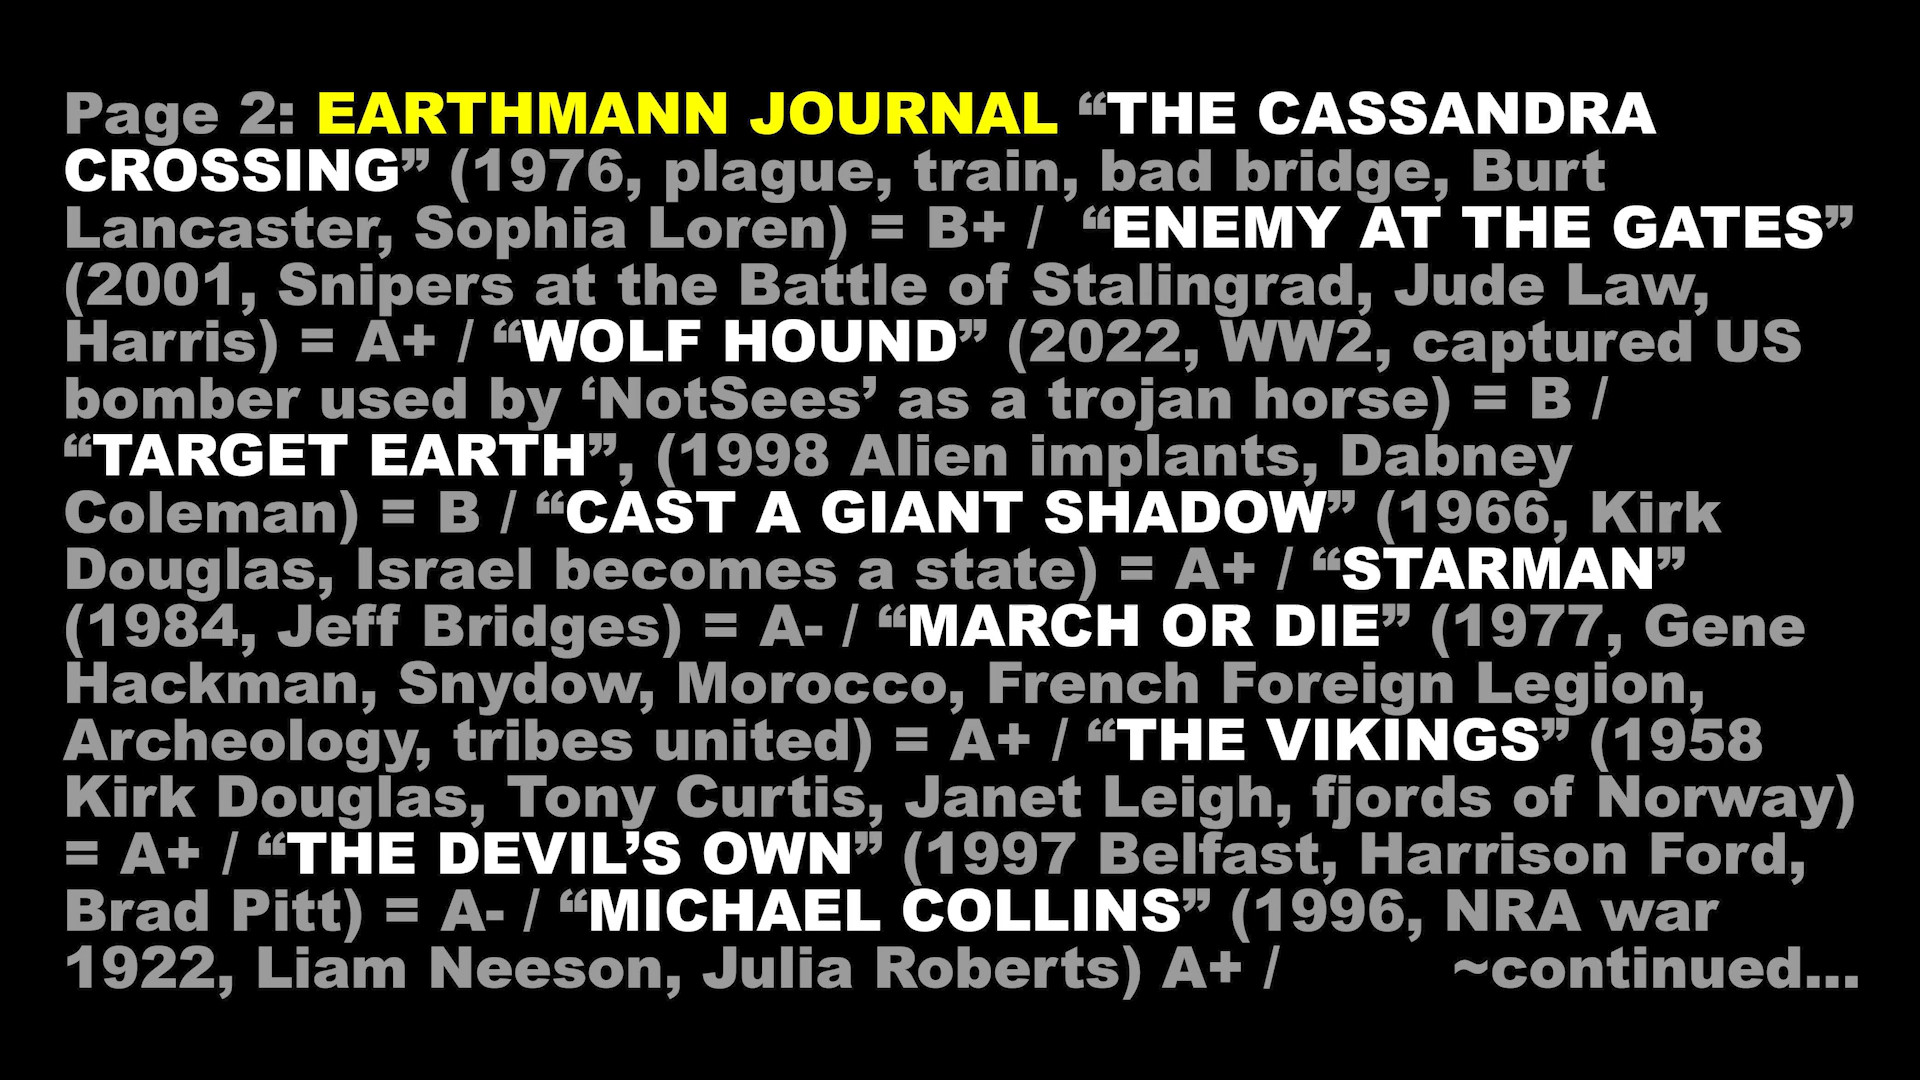 Page 2: EARTHMANN JOURNAL “THE CASSANDRA
CROSSING” (1976, plague, train, bad bridge, Burt
Lancaster, Sophia Loren) = B+ /  “ENEMY AT THE GATES”
(2001, Snipers at the Battle of Stalingrad, Jude Law,
Harris) = A+ / “WOLF HOUND” (2022, WW2, captured US
bomber used by ‘NotSees’ as a trojan horse) = B /
“TARGET EARTH”, (1998 Alien implants, Dabney
Coleman) = B / “CAST A GIANT SHADOW” (1966, Kirk
Douglas, Israel becomes a state) = A+ / “STARMAN”
(1984, Jeff Bridges) = A- / “MARCH OR DIE” (1977, Gene
Hackman, Snydow, Morocco, French Foreign Legion,
Archeology, tribes united) = A+ / “THE VIKINGS” (1958
Kirk Douglas, Tony Curtis, Janet Leigh, fjords of Norway)
= A+ / “THE DEVIL’S OWN” (1997 Belfast, Harrison Ford,
Brad Pitt) = A- / “MICHAEL COLLINS” (1996, NRA war
1922, Liam Neeson, Julia Roberts) A+ / ~continued...